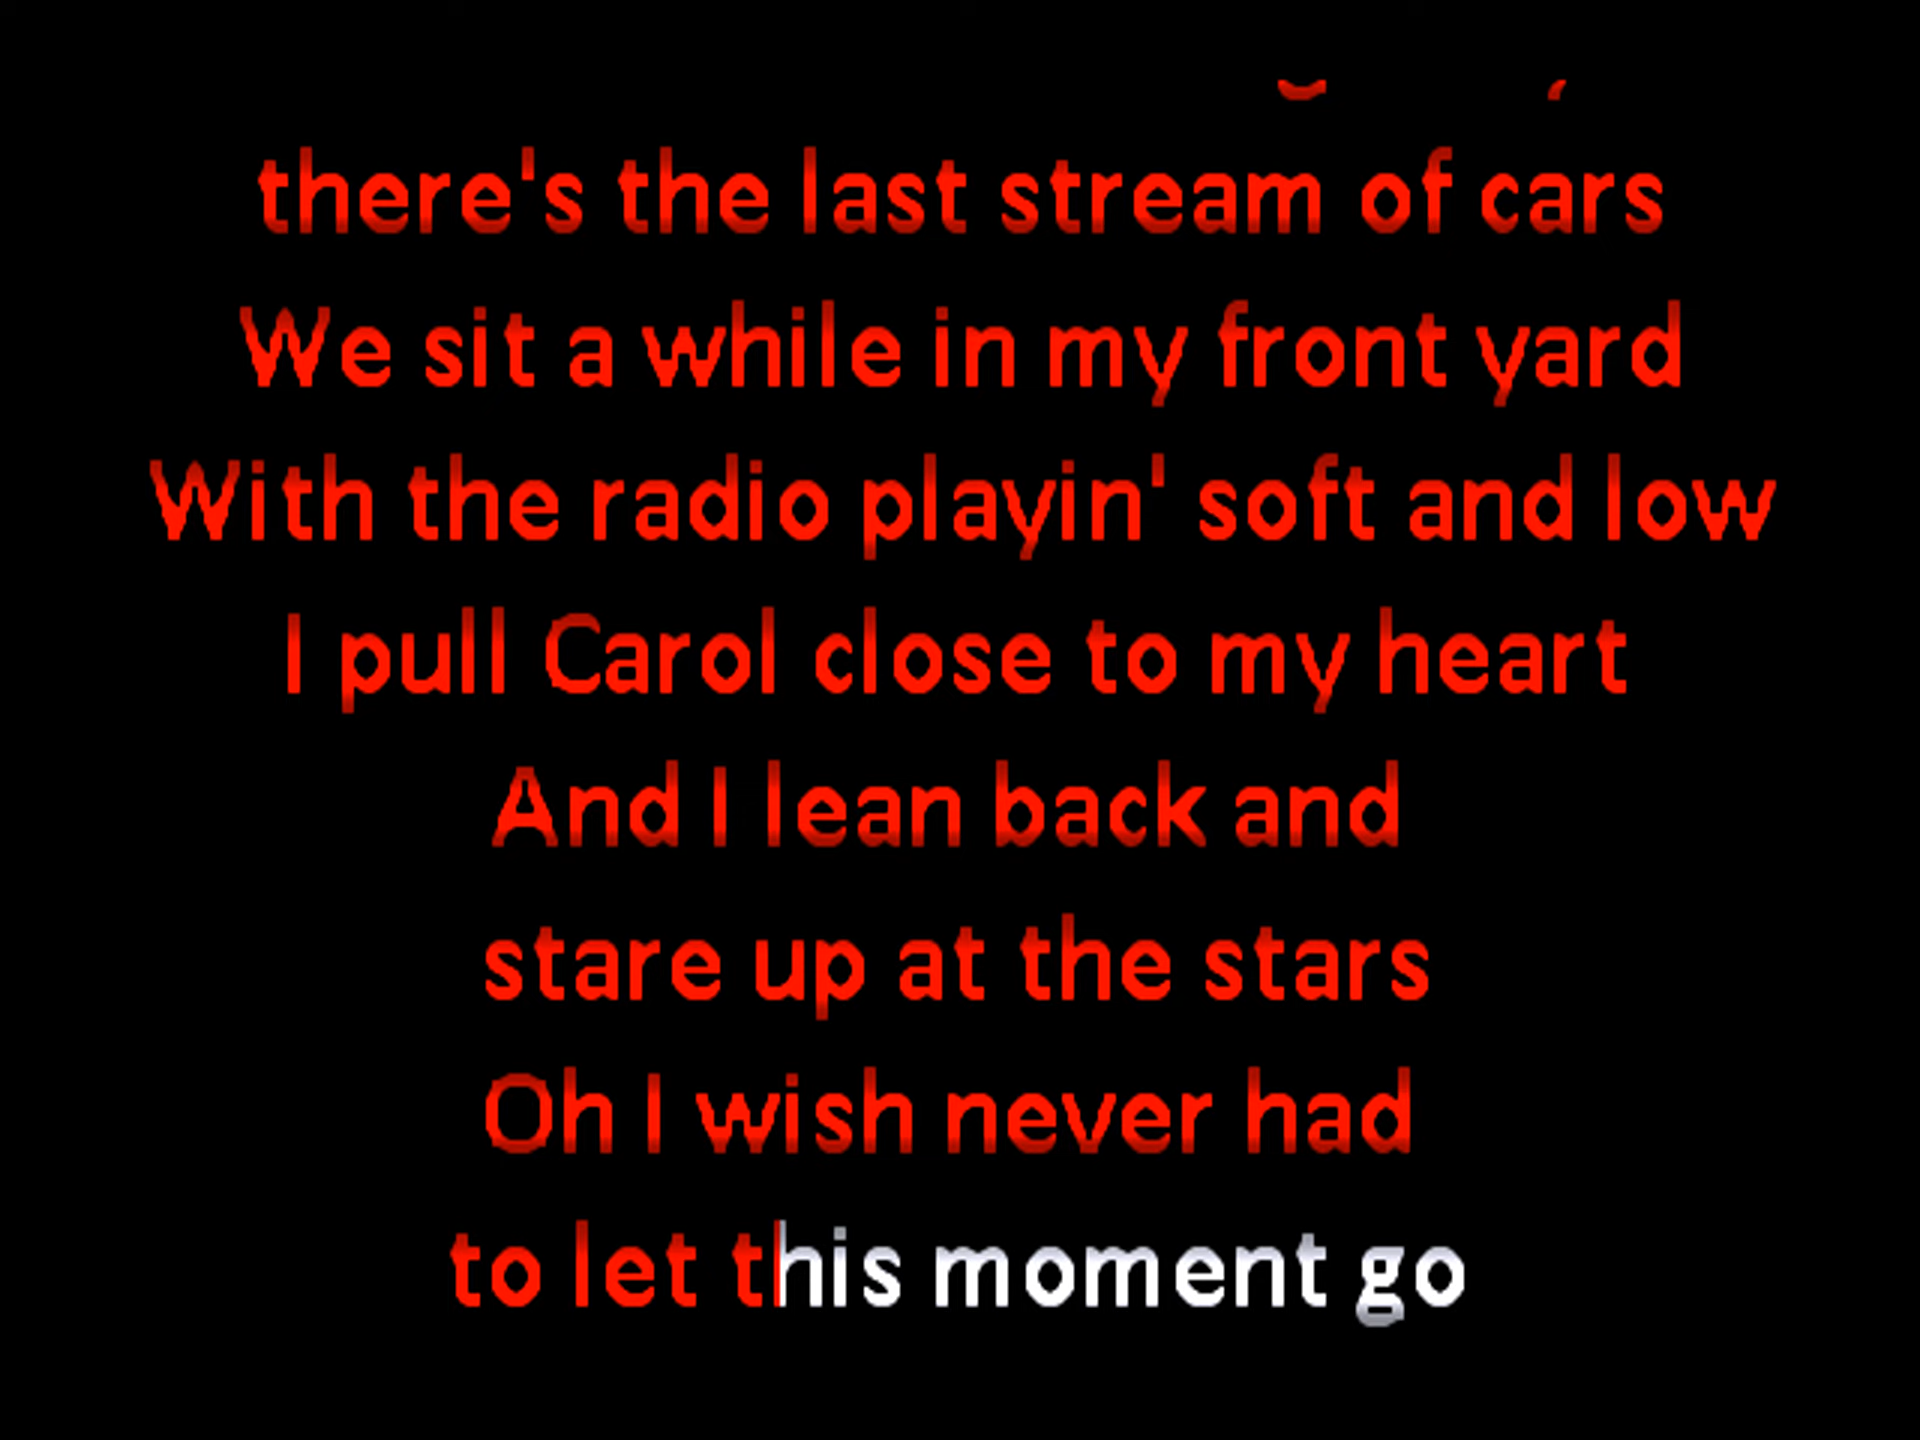 there's the last stream of cars
We sit a while in my front yard
With the radio playin' soft and low
I pull Carol close to my heart
And I lean back and
stare up at the stars
Oh I wish never had
to let this moment go